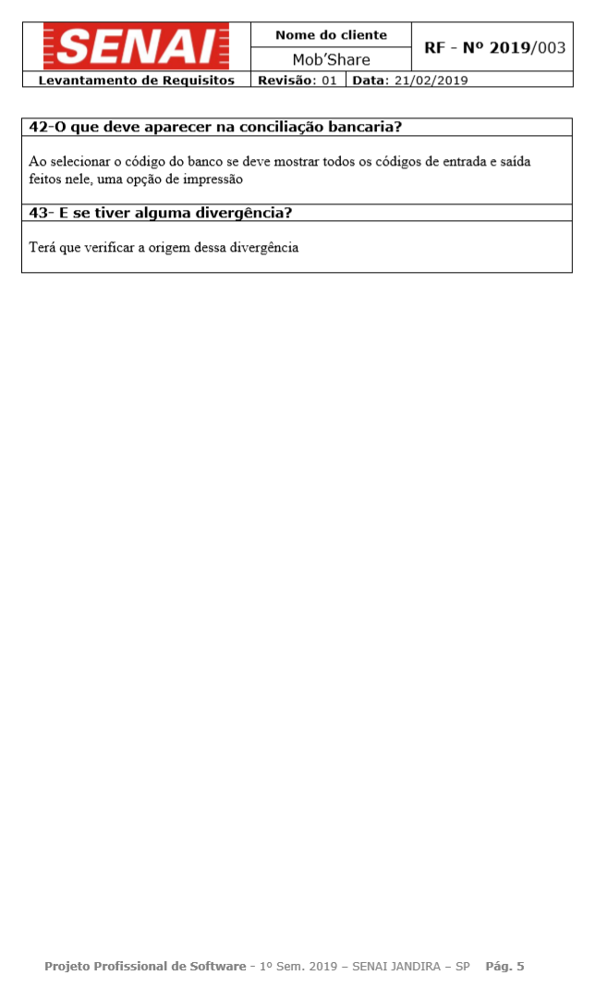 SENAI
Nome do cliente
Mob'Share
RF - Nº 2019/003
Levantamento de Requisitos
Revisão: 01
Data: 21/02/2019
42-O que deve aparecer na conciliação bancaria?
Ao selecionar o código do banco se deve mostrar todos os códigos de entrada e saída
feitos nele, uma opção de impressão
43- E se tiver alguma divergência?
Terá que verificar a origem dessa divergência
Projeto Profissional de Software - 1º Sem. 2019 – SENAI JANDIRA – SP Pág. 5